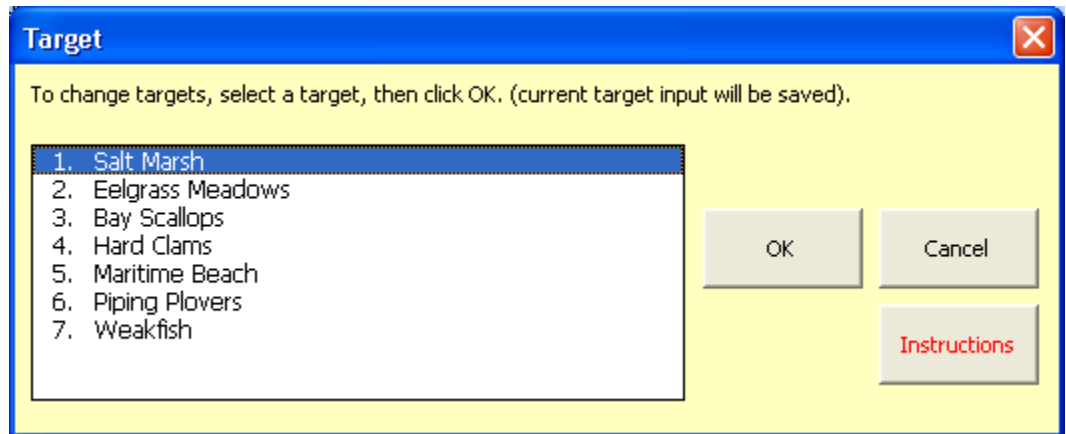 Target
To change targets, select a target, then click OK. (current target input will be saved).
1. Salt Marsh
2. Eelgrass Meadows
3. Bay Scallops
4. Hard Clams
5. Maritime Beach
6. Piping Plovers
7. Weakfish
OK
Cancel
Instructions